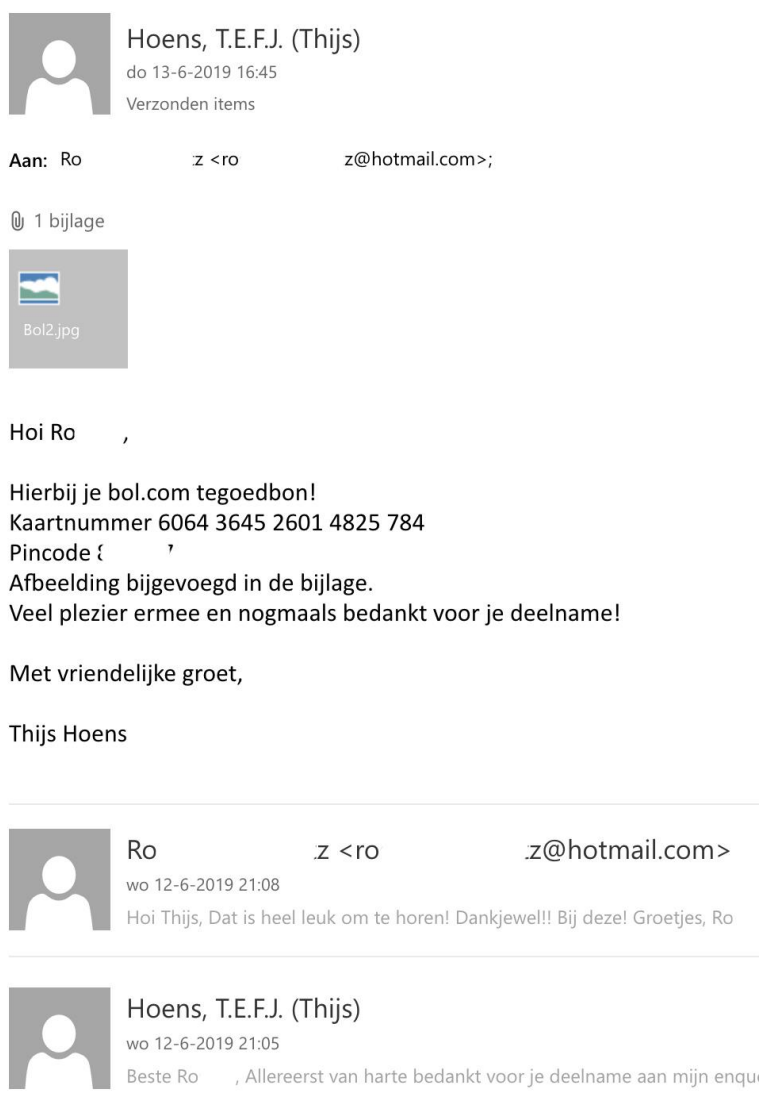 Hoens, T.E.F.J. (Thijs)
do 13-6-2019 16:45
Verzonden items
Aan: Ro z <ro z@hotmail.com>;
1 bijlage
Bol2.jpg
Hoi Ro ,
Hierbij je bol.com tegoedbon!
Kaartnummer 6064 3645 2601 4825 784
Pincode
Afbeelding bijgevoegd in de bijlage.
Veel plezier ermee en nogmaals bedankt voor je deelname!
Met vriendelijke groet,
Thijs Hoens
Ro z <ro z@hotmail.com>
wo 12-6-2019 21:08
Hoi Thijs, Dat is heel leuk om te horen! Dankjewel!! Bij deze! Groetjes, Ro
Hoens, T.E.F.J. (Thijs)
wo 12-6-2019 21:05
Beste Ro , Allereerst van harte bedankt voor je deelname aan mijn enqu